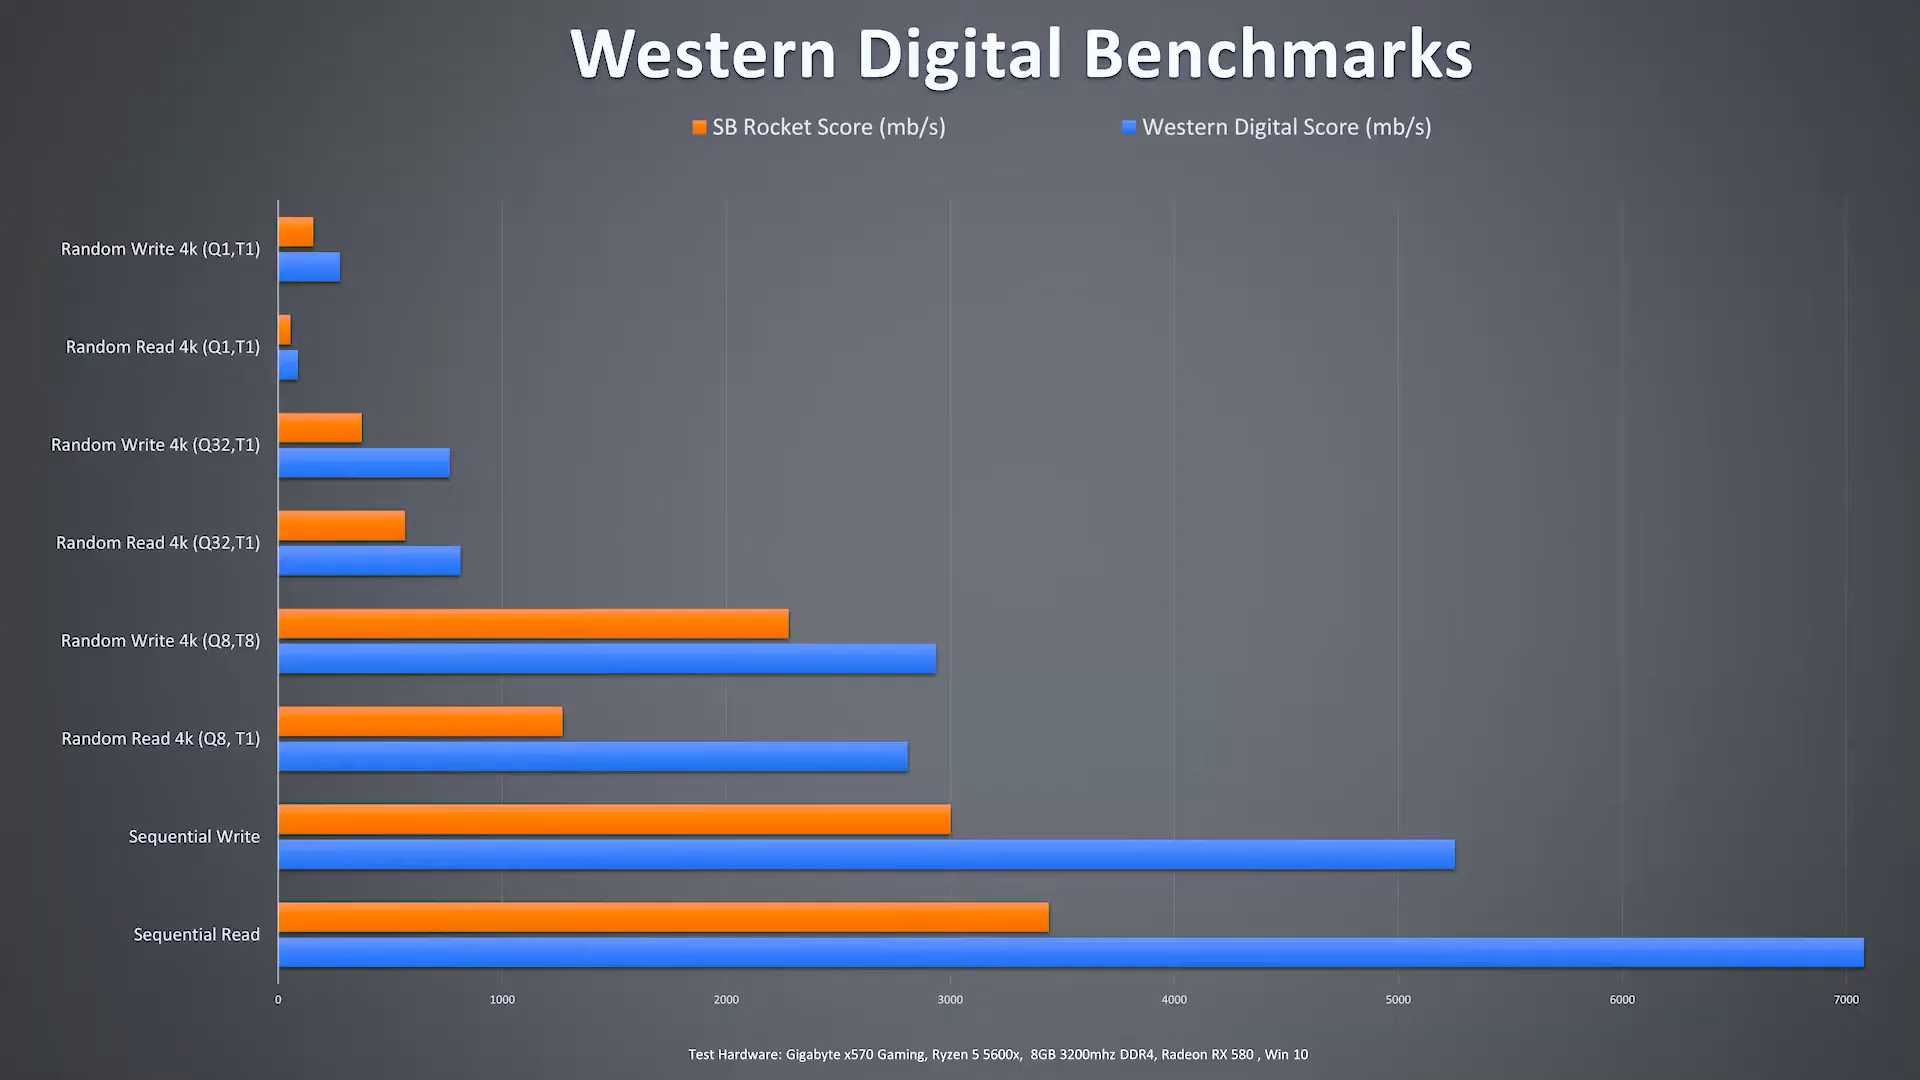 Western Digital Benchmarks
SB Rocket Score (mb/s)
Western Digital Score (mb/s)
Random Write 4k (Q1,T1)
Random Read 4k (Q1,T1)
Random Write 4k (Q32,T1)
Random Read 4k (Q32,T1)
Random Write 4k (Q8,T8)
Random Read 4k (Q8, T1)
Sequential Write
Sequential Read
0 1000 2000 3000 4000 5000 6000 7000
Test Hardware: Gigabyte x570 Gaming, Ryzen 5 5600x,  8GB 3200mhz DDR4, Radeon RX 580 , Win 10